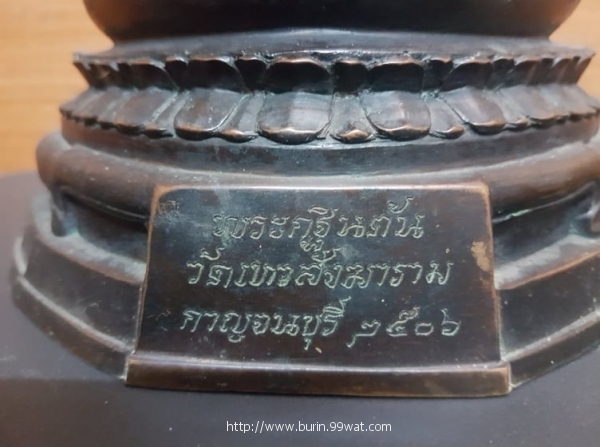 พระกฐินต้น
วัดเทวสังฆาราม
กาญจนบุรี ๒๕๐๖
http://www.burin.99wat.com